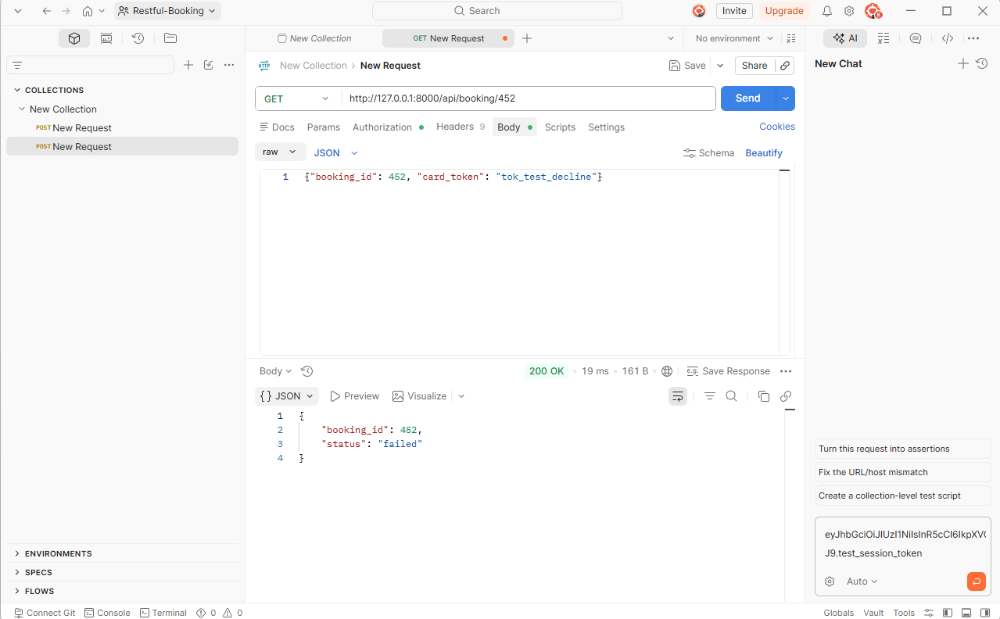 Restful-Booking
Search
Invite
Upgrade
New Collection
GET New Request
No environment
AI
New Collection > New Request
Save
Share
New Chat
COLLECTIONS
New Collection
POST New Request
POST New Request
GET
http://127.0.0.1:8000/api/booking/452
Send
Docs
Params
Authorization
Headers 9
Body
Scripts
Settings
Cookies
raw
JSON
Schema
Beautify
1 {"booking_id": 452, "card_token": "tok_test_decline"}
Body
200 OK
19 ms
161 B
e.g. Save Response
{} JSON
Preview
Visualize
1 {
2 "booking_id": 452,
3 "status": "failed"
4 }
Turn this request into assertions
Fix the URL/host mismatch
Create a collection-level test script
eyJhbGciOiJIUzI1NiIsInR5cCI6IkpXVC
J9.test_session_token
Auto
ENVIRONMENTS
SPECS
FLOWS
Connect Git
Console
Terminal
0
0
Globals
Vault
Tools